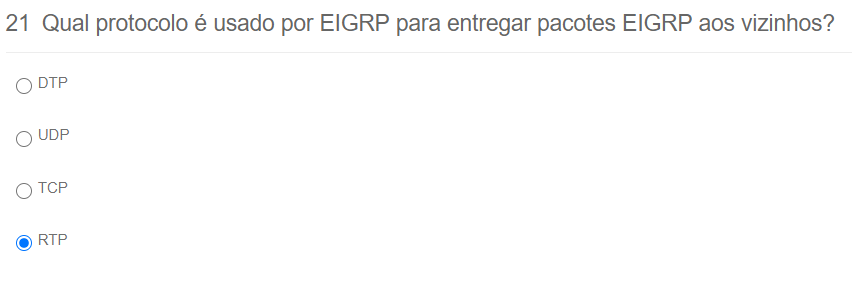 21 Qual protocolo é usado por EIGRP para entregar pacotes EIGRP aos vizinhos?
DTP
UDP
TCP
RTP